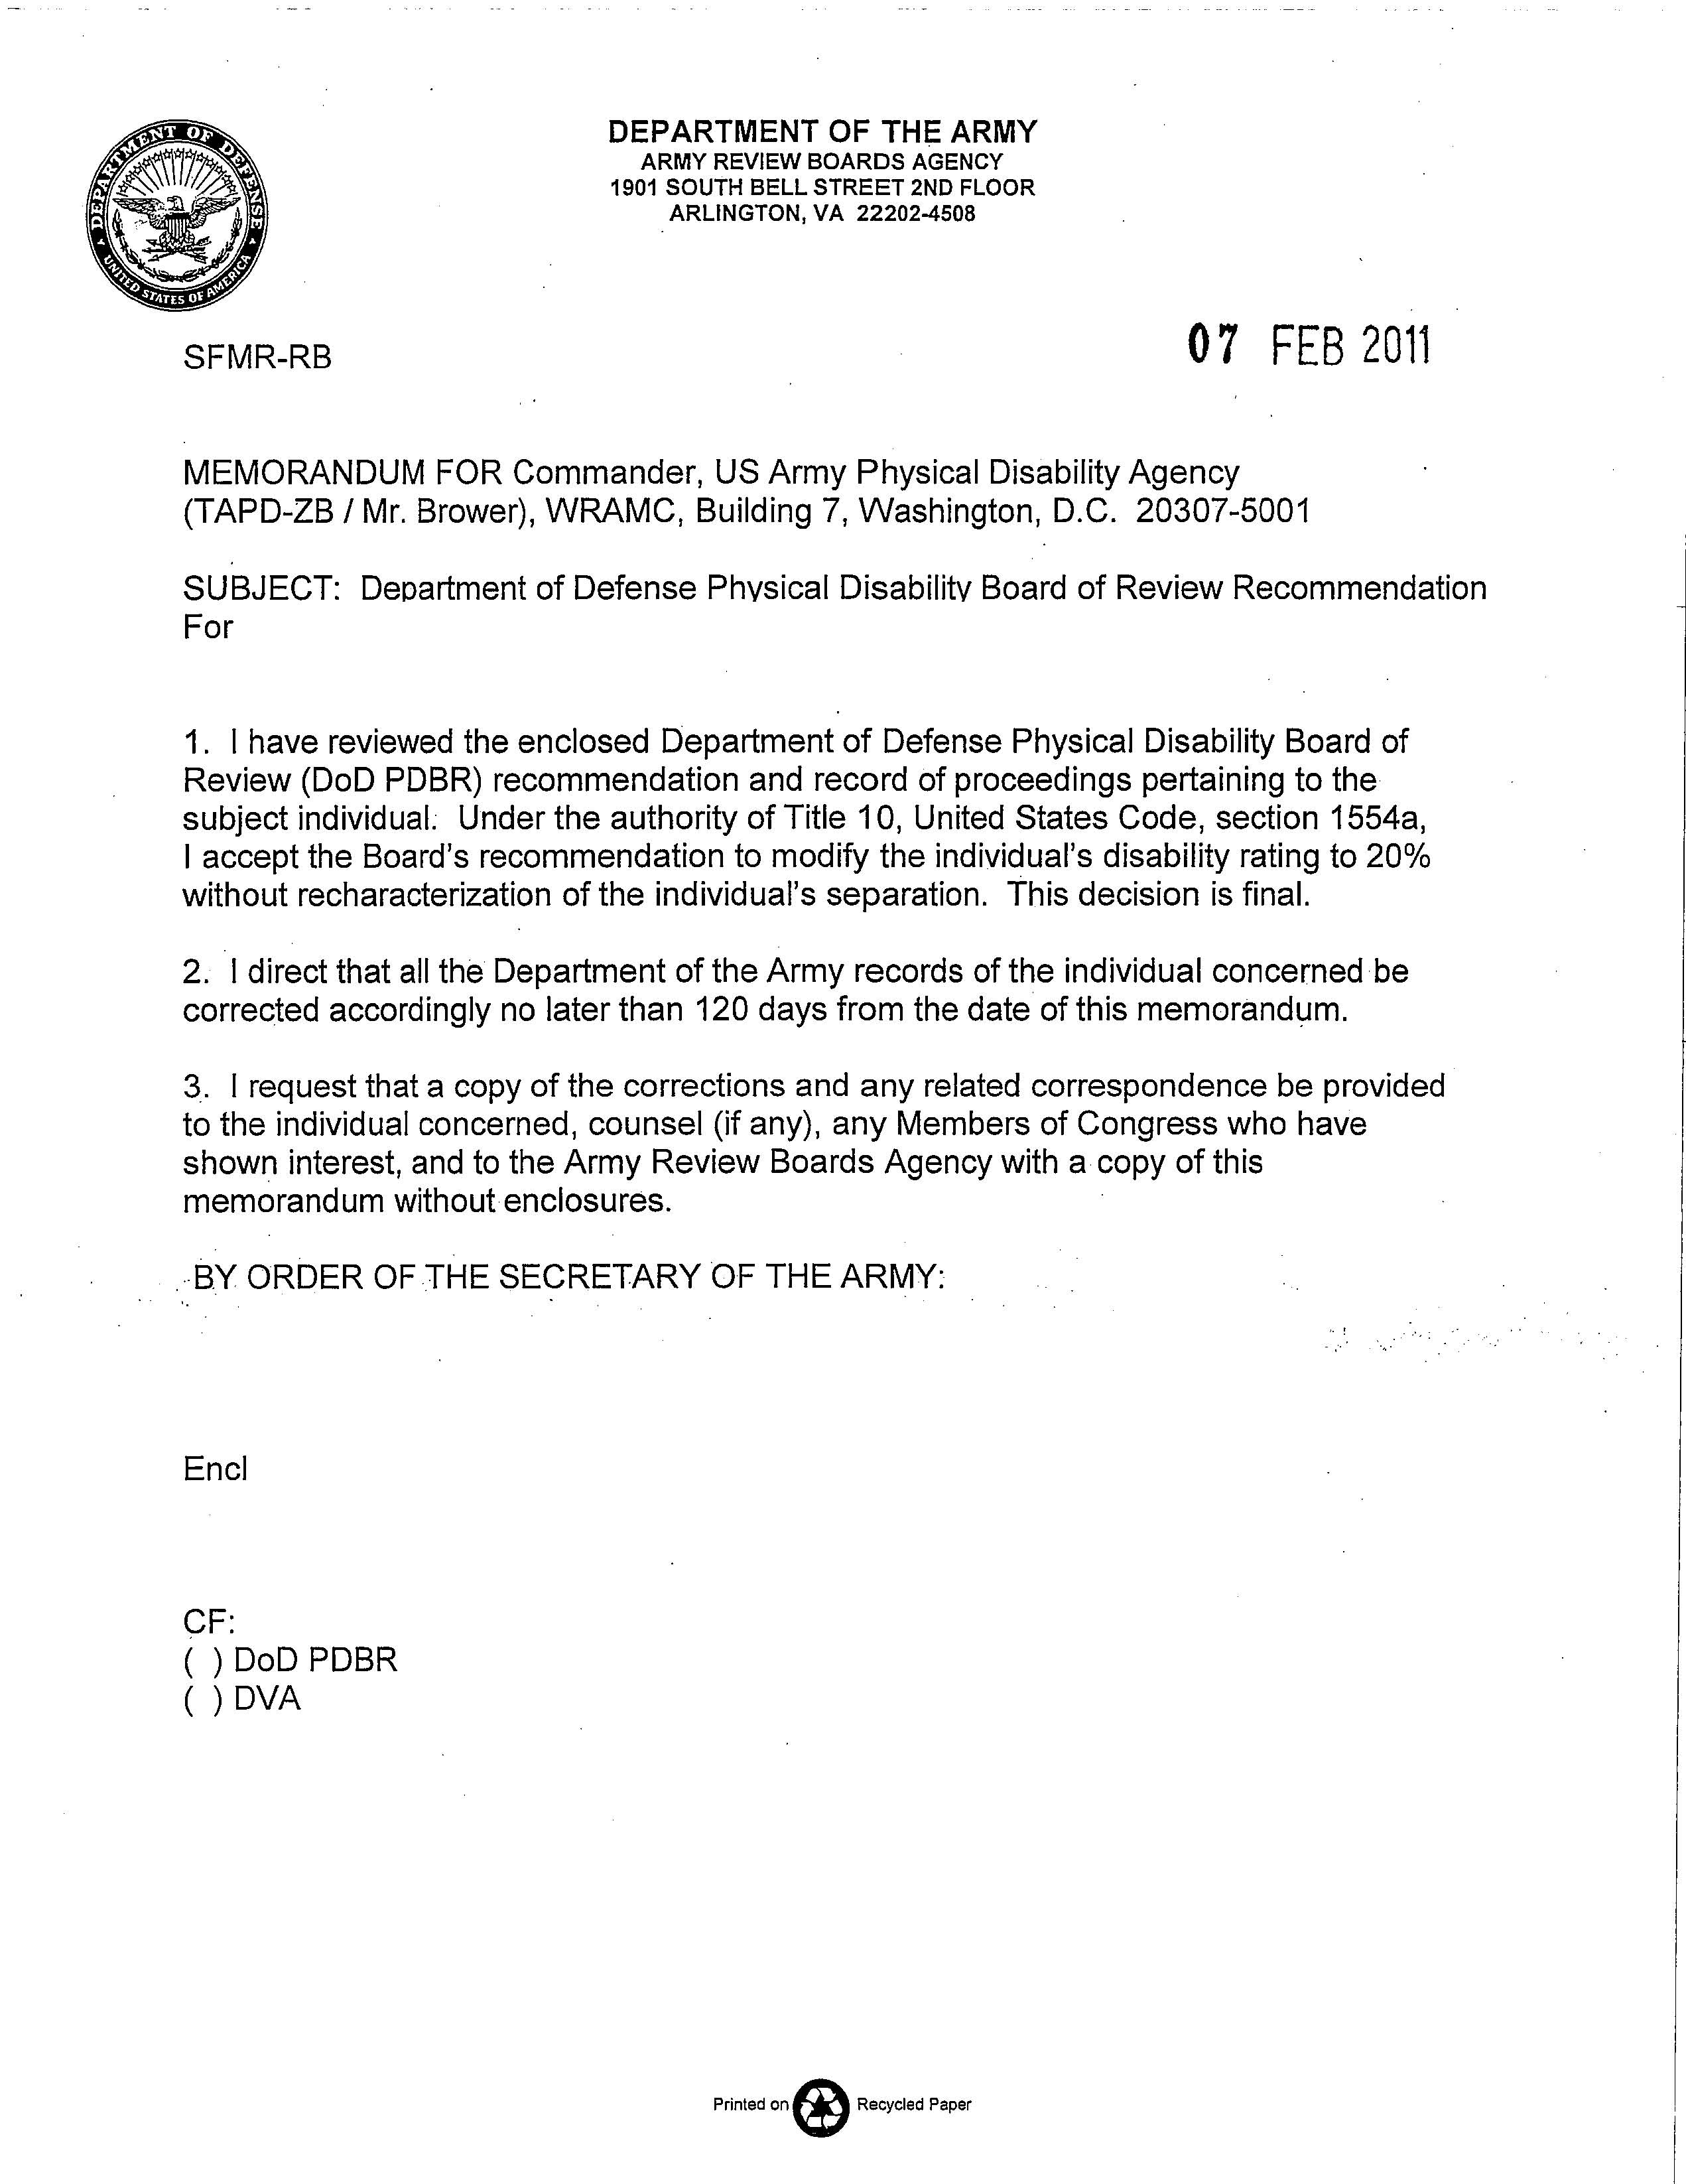 DEPARTMENT OF DEFENSE
UNITED STATES OF AMERICA
DEPARTMENT OF THE ARMY
ARMY REVIEW BOARDS AGENCY
1901 SOUTH BELL STREET 2ND FLOOR
ARLINGTON, VA 22202-4508
SFMR-RB
07 FEB 2011
MEMORANDUM FOR Commander, US Army Physical Disability Agency
(TAPD-ZB / Mr. Brower), WRAMC, Building 7, Washington, D.C. 20307-5001
SUBJECT: Department of Defense Physical Disability Board of Review Recommendation
For
1. I have reviewed the enclosed Department of Defense Physical Disability Board of
Review (DoD PDBR) recommendation and record of proceedings pertaining to the
subject individual. Under the authority of Title 10, United States Code, section 1554a,
I accept the Board's recommendation to modify the individual's disability rating to 20%
without recharacterization of the individual's separation. This decision is final.
2. I direct that all the Department of the Army records of the individual concerned be
corrected accordingly no later than 120 days from the date of this memorandum.
3. I request that a copy of the corrections and any related correspondence be provided
to the individual concerned, counsel (if any), any Members of Congress who have
shown interest, and to the Army Review Boards Agency with a copy of this
memorandum without enclosures.
BY ORDER OF THE SECRETARY OF THE ARMY:
Encl
CF:
( ) DoD PDBR
( ) DVA
Printed on Recycled Paper